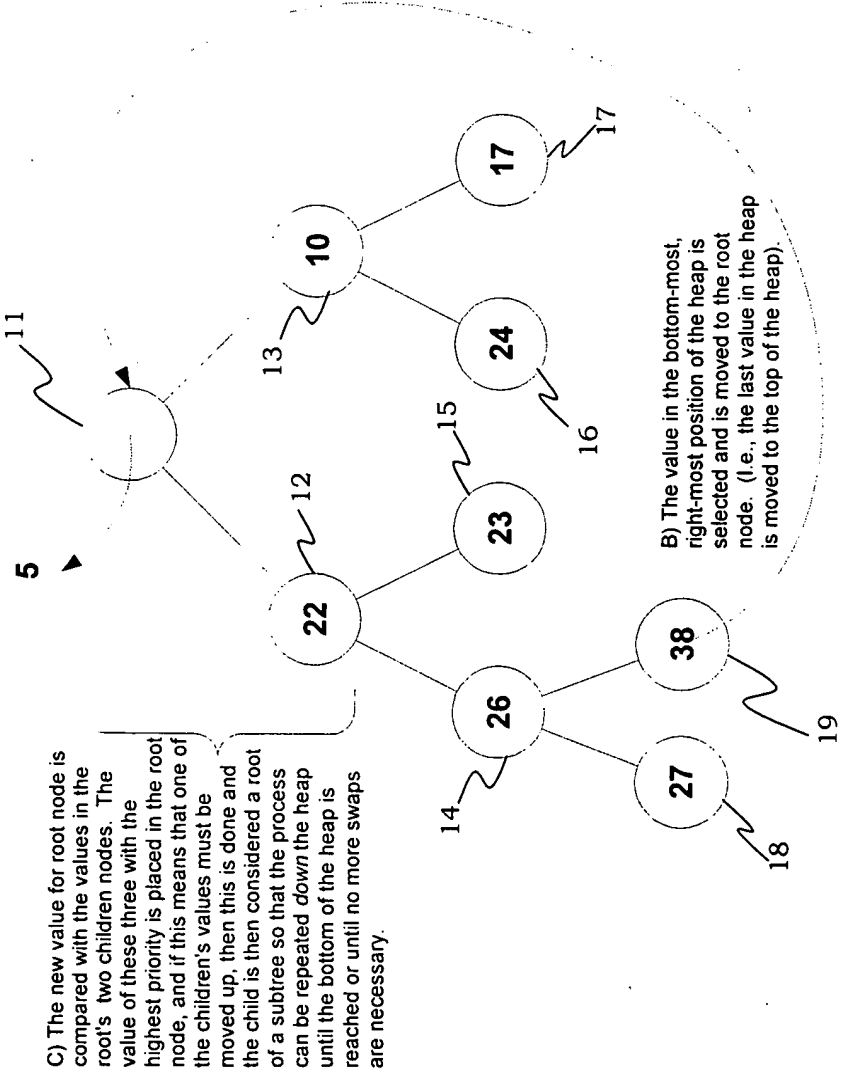 C) The new value for root node is
compared with the values in the
root's two children nodes. The
value of these three with the
highest priority is placed in the root
node, and if this means that one of
the children's values must be
moved up, then this is done and
the child is then considered a root
of a subtree so that the process
can be repeated down the heap
until the bottom of the heap is
reached or until no more swaps
are necessary.
5
11
12
22
13
10
14
26
15
23
16
24
17
17
18
27
19
38
B) The value in the bottom-most,
right-most position of the heap is
selected and is moved to the root
node. (I.e., the last value in the heap
is moved to the top of the heap).